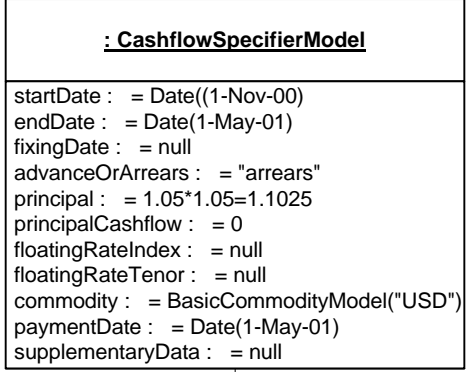 : CashflowSpecifierModel
startDate :   = Date((1-Nov-00)
endDate :   = Date(1-May-01)
fixingDate :   = null
advanceOrArrears :   = "arrears"
principal :   = 1.05*1.05=1.1025
principalCashflow :   = 0
floatingRateIndex :   = null
floatingRateTenor :   = null
commodity :   = BasicCommodityModel("USD")
paymentDate :   = Date(1-May-01)
supplementaryData :   = null